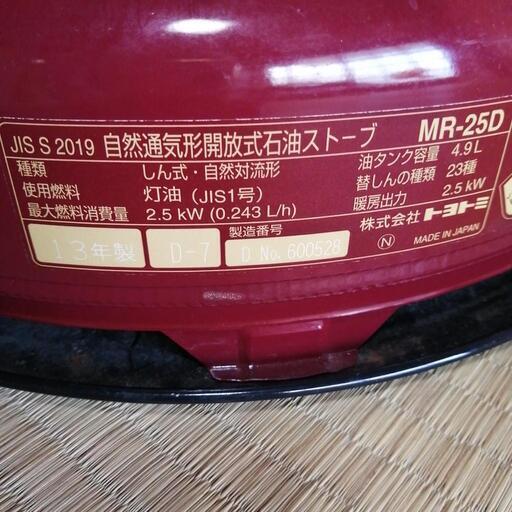 JIS S 2019 自然通気形開放式石油ストーブ MR-25D
種類 しん式・自然対流形 油タンク容量 4.9L
使用燃料 灯油(JIS1号) 替しんの種類 23種
最大燃料消費量 2.5 kW (0.243 L/h) 暖房出力 2.5 kW
株式会社トヨトミ
13年製 D-7 製造番号 D No.600528
N MADE IN JAPAN